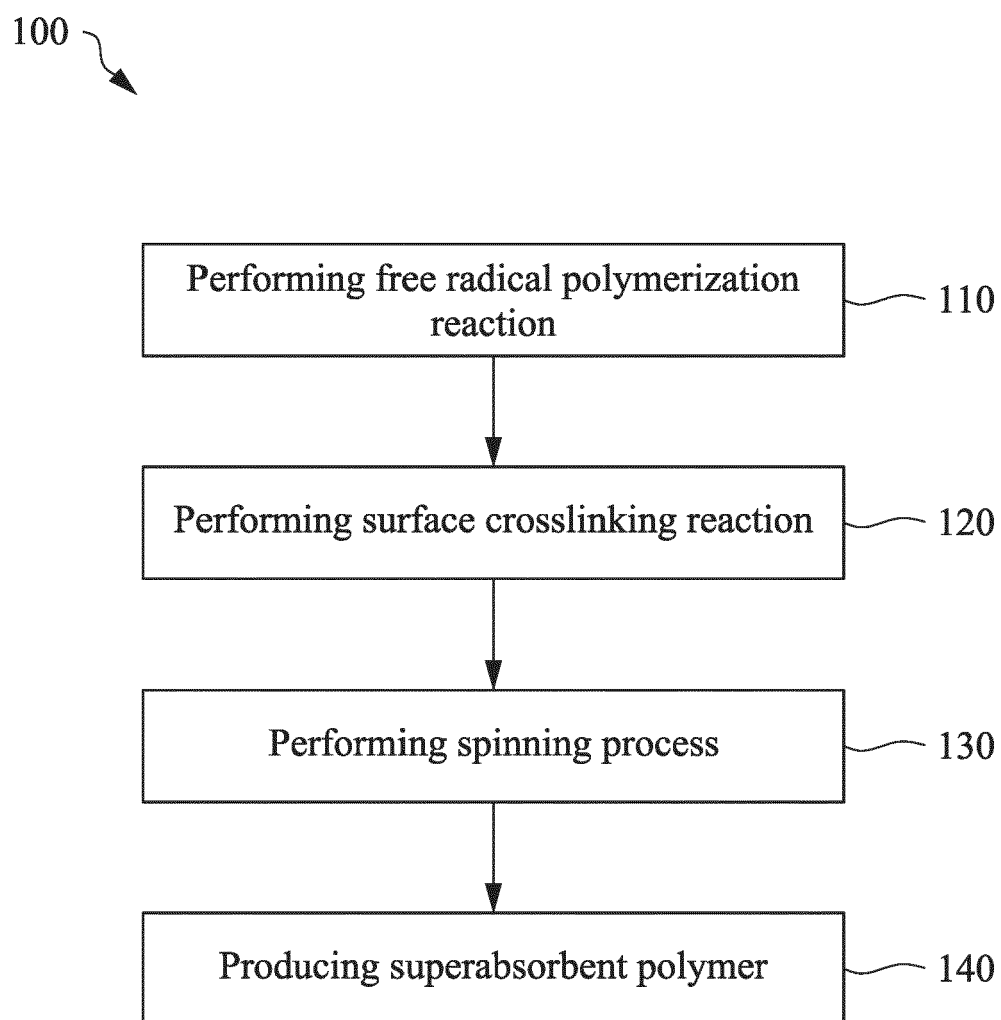 100
Performing free radical polymerization
reaction
110
Performing surface crosslinking reaction
120
Performing spinning process
130
Producing superabsorbent polymer
140